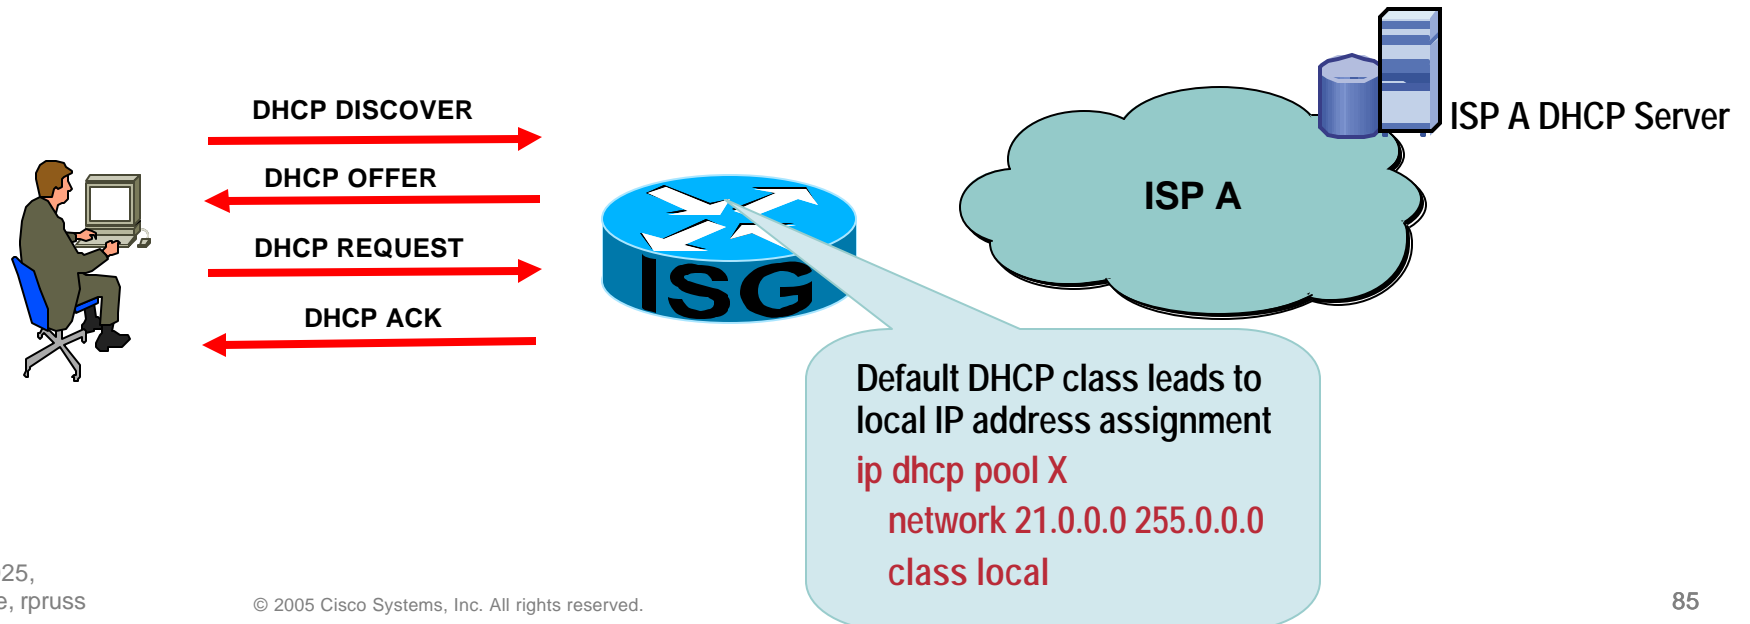 DHCP DISCOVER
ISP A DHCP Server
DHCP OFFER
ISP A
DHCP REQUEST
ISG
DHCP ACK
Default DHCP class leads to
local IP address assignment
ip dhcp pool X
network 21.0.0.0 255.0.0.0
class local
25,
e, rpruss
© 2005 Cisco Systems, Inc. All rights reserved.
85